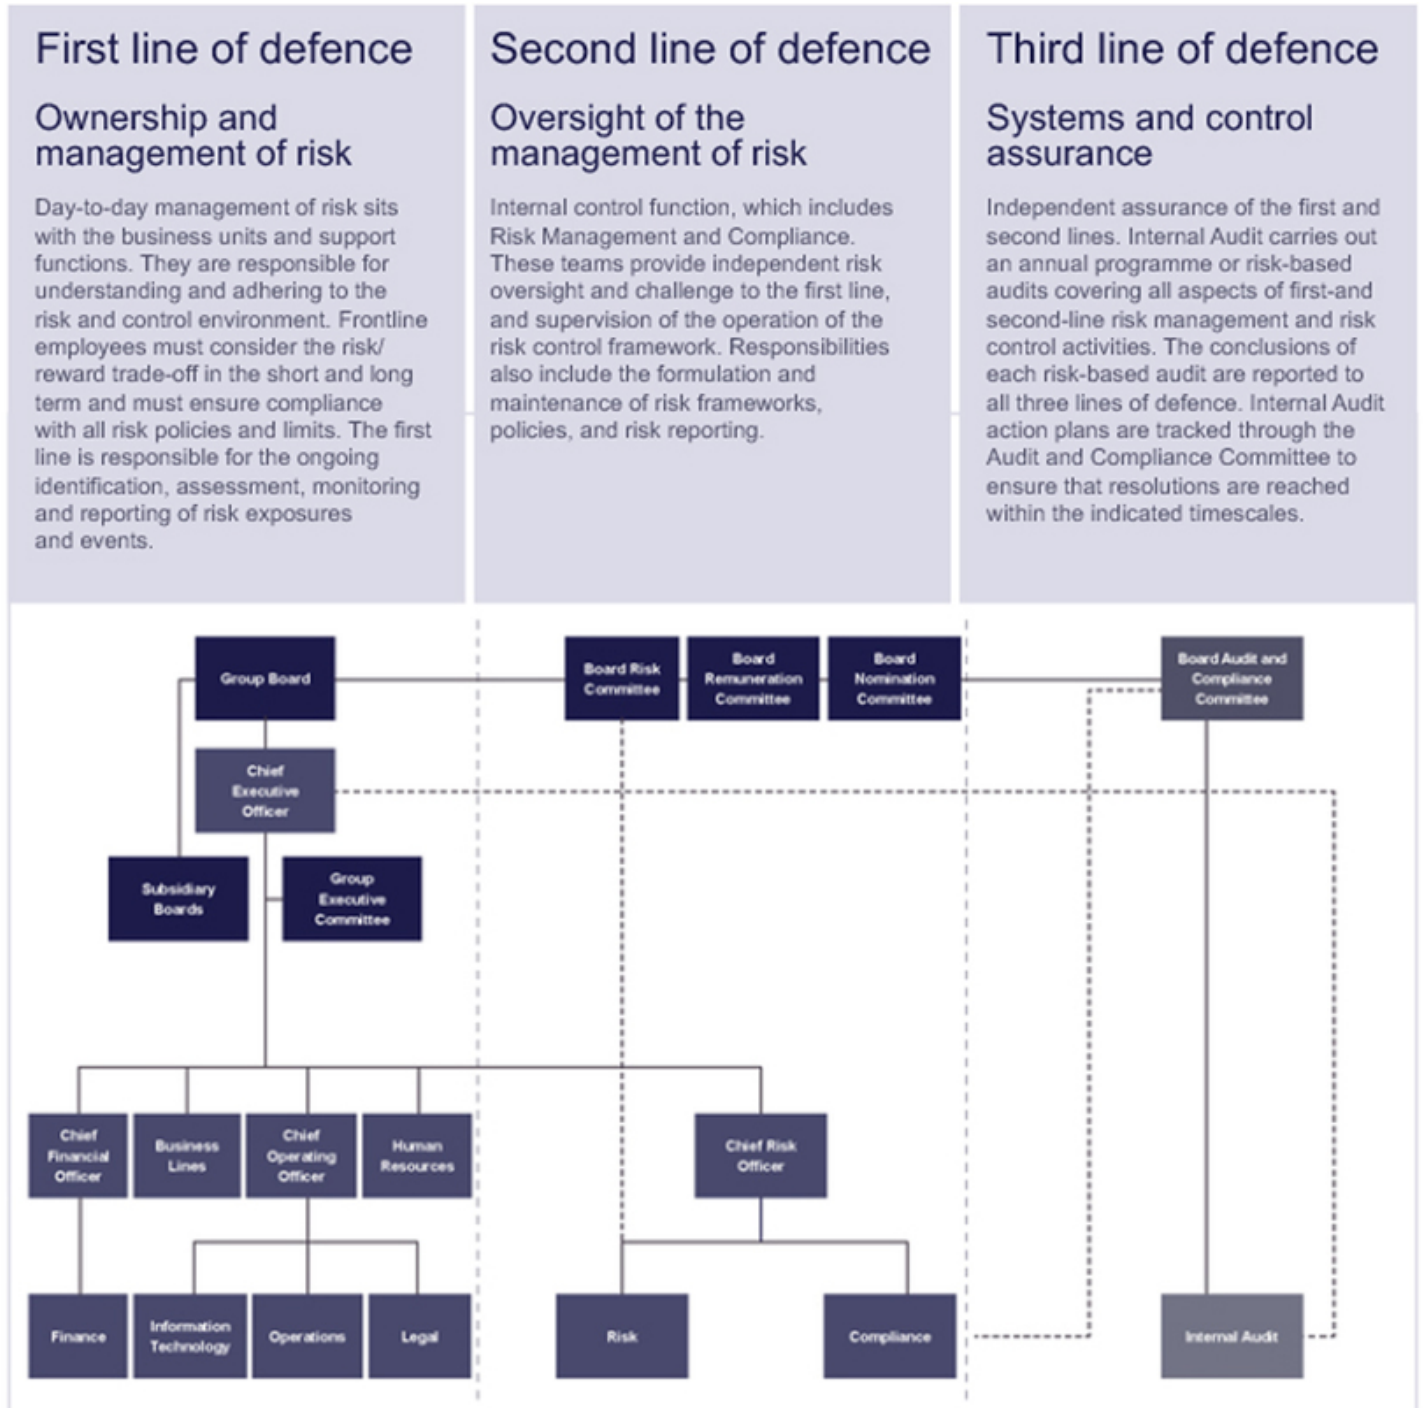 First line of defence
Ownership and
management of risk
Day-to-day management of risk sits
with the business units and support
functions. They are responsible for
understanding and adhering to the
risk and control environment. Frontline
employees must consider the risk/
reward trade-off in the short and long
term and must ensure compliance
with all risk policies and limits. The first
line is responsible for the ongoing
identification, assessment, monitoring
and reporting of risk exposures
and events.
Second line of defence
Oversight of the
management of risk
Internal control function, which includes
Risk Management and Compliance.
These teams provide independent risk
oversight and challenge to the first line,
and supervision of the operation of the
risk control framework. Responsibilities
also include the formulation and
maintenance of risk frameworks,
policies, and risk reporting.
Third line of defence
Systems and control
assurance
Independent assurance of the first and
second lines. Internal Audit carries out
an annual programme or risk-based
audits covering all aspects of first-and
second-line risk management and risk
control activities. The conclusions of
each risk-based audit are reported to
all three lines of defence. Internal Audit
action plans are tracked through the
Audit and Compliance Committee to
ensure that resolutions are reached
within the indicated timescales.
Group Board
Board Risk
Committee
Board
Remuneration
Committee
Board
Nomination
Committee
Board Audit and
Compliance
Committee
Chief
Executive
Officer
Subsidiary
Boards
Group
Executive
Committee
Chief
Financial
Officer
Business
Lines
Chief
Operating
Officer
Human
Resources
Chief Risk
Officer
Finance
Information
Technology
Operations
Legal
Risk
Compliance
Internal Audit